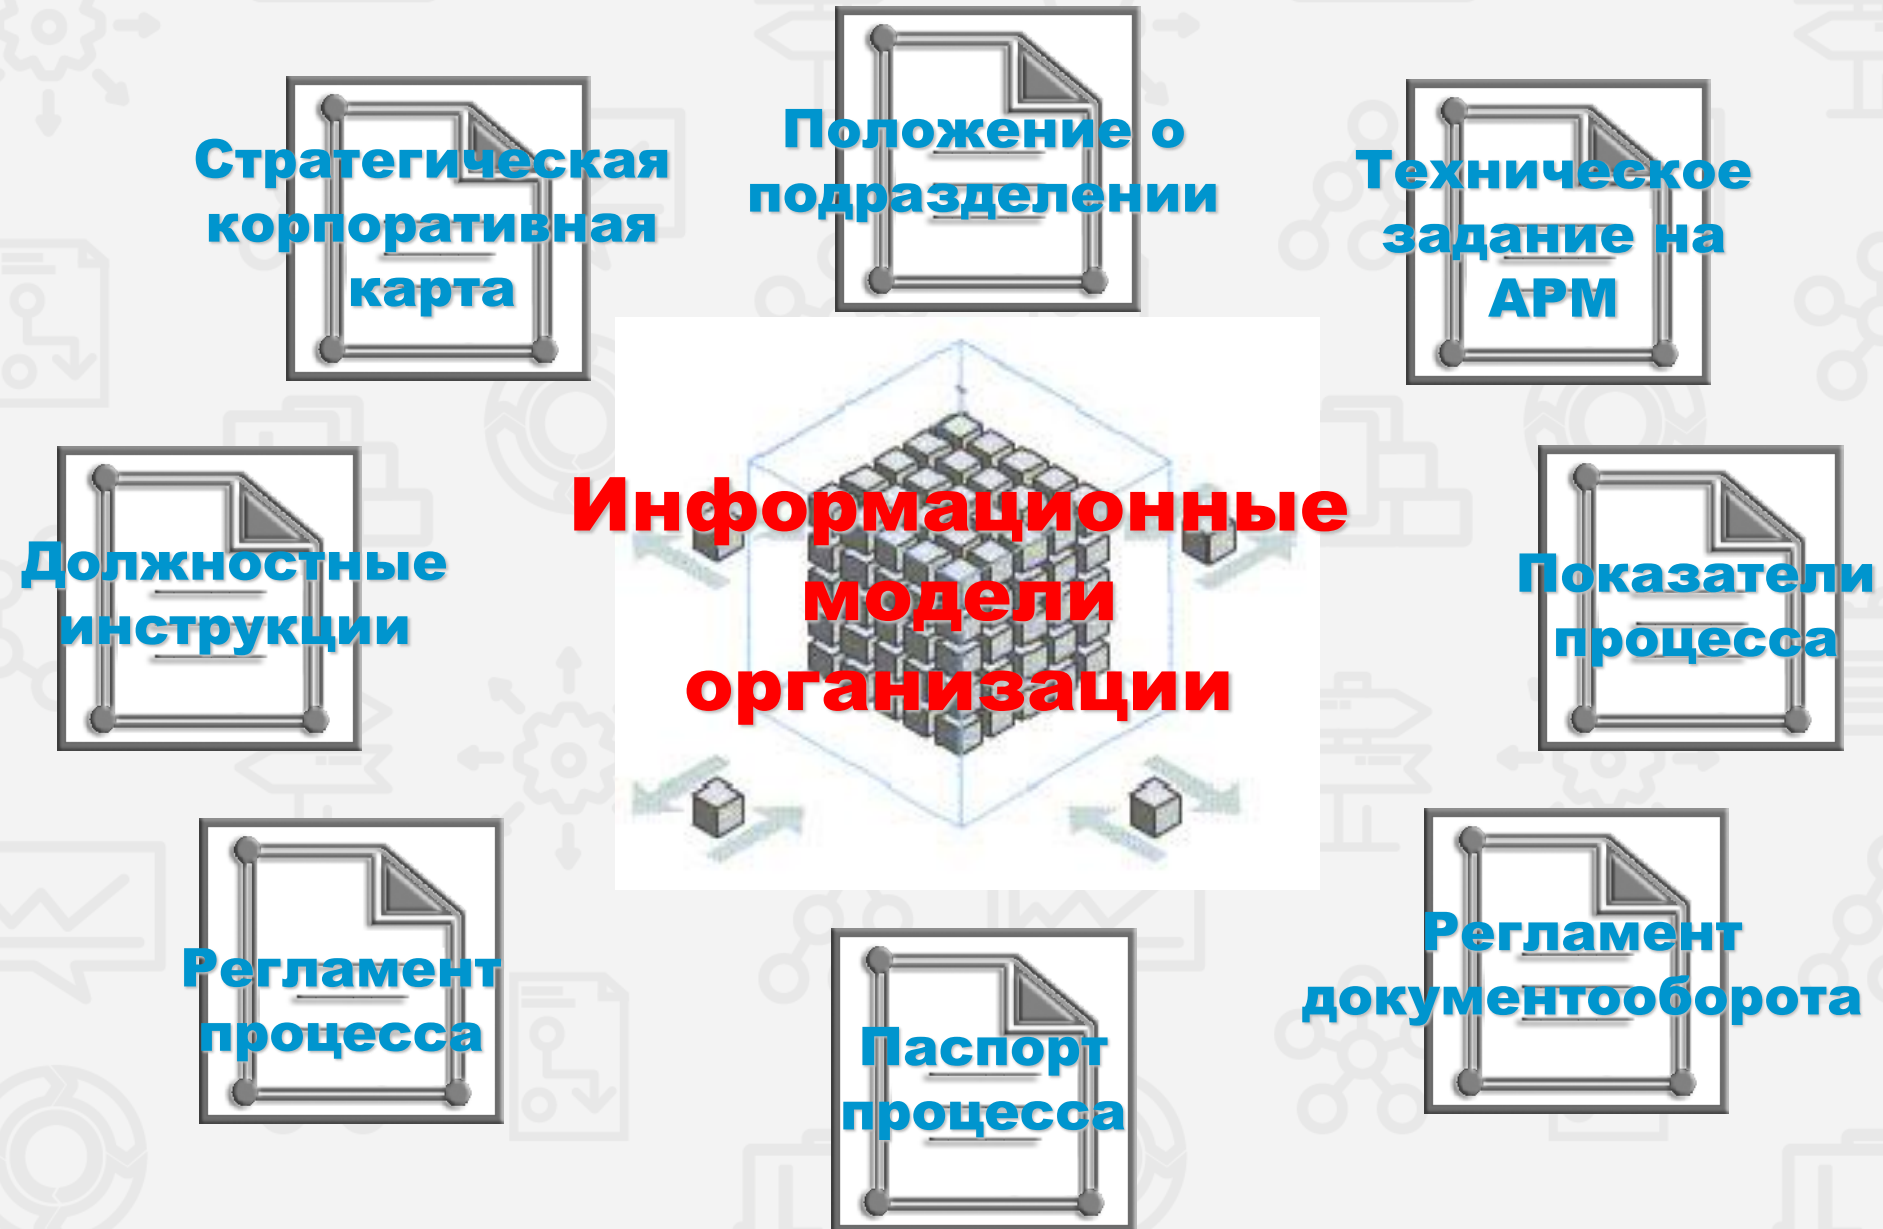 Стратегическая
корпоративная
карта
Положение о
подразделении
Техническое
задание на
АРМ
Должностные
инструкции
Информационные
модели
организации
Показатели
процесса
Регламент
процесса
Паспорт
процесса
Регламент
документооборота